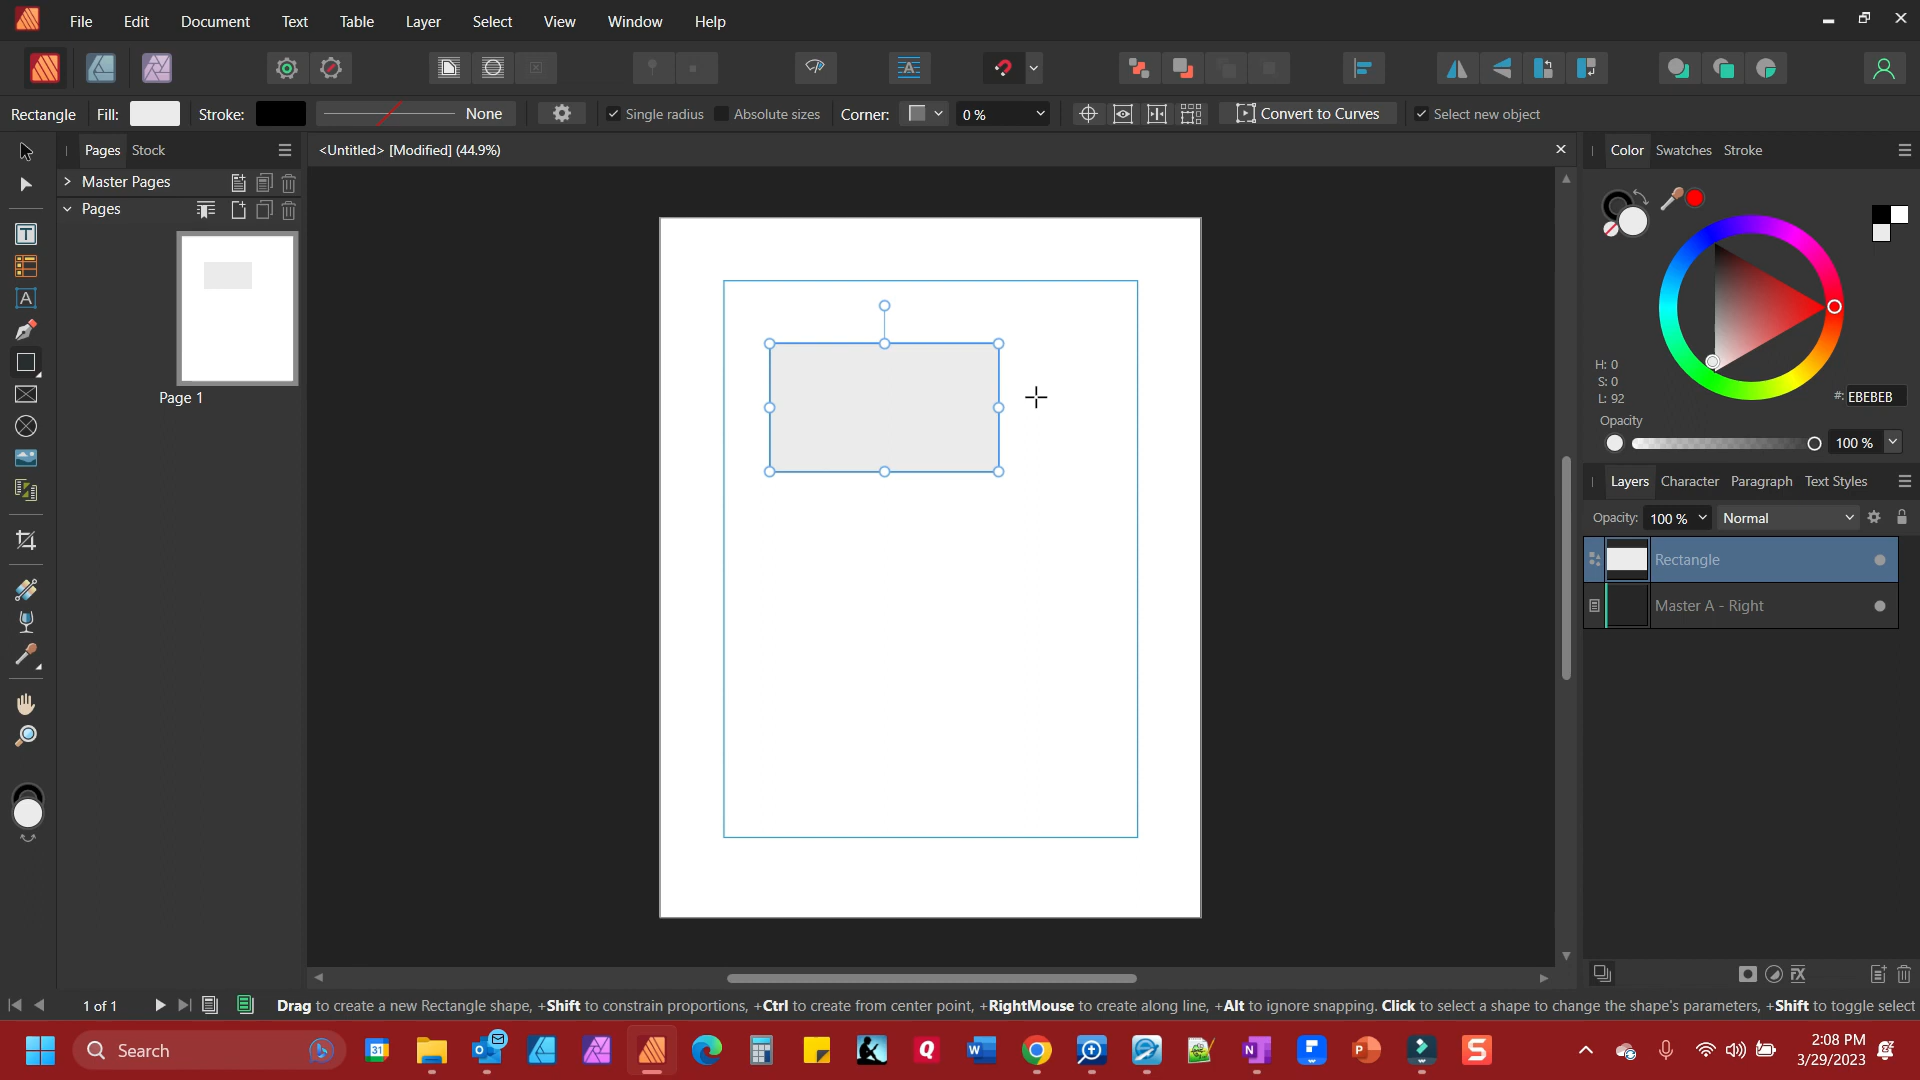 File Edit Document Text Table Layer Select View Window Help
Rectangle Fill: Stroke: None Single radius Absolute sizes Corner: 0 % Convert to Curves Select new object
Pages Stock
<Untitled> [Modified] (44.9%)
Color Swatches Stroke
Master Pages
Pages
T
A
Page 1
H: 0
S: 0
L: 92
#: EBEBEB
Opacity
100 %
Layers Character Paragraph Text Styles
Opacity: 100 % Normal
Rectangle
Master A - Right
FX
1 of 1
Drag to create a new Rectangle shape, +Shift to constrain proportions, +Ctrl to create from center point, +RightMouse to create along line, +Alt to ignore snapping. Click to select a shape to change the shape's parameters, +Shift to toggle select
Search
31
2:08 PM
3/29/2023